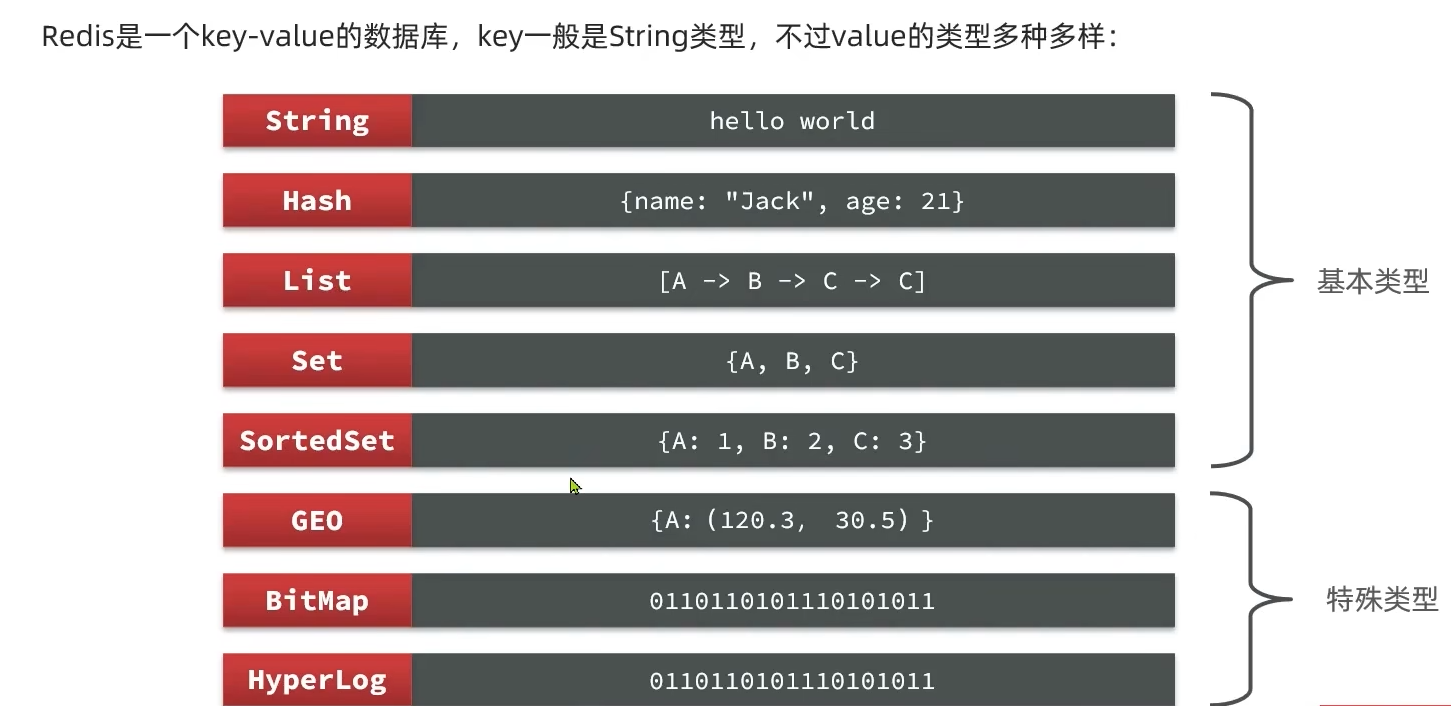 Redis是一个key-value的数据库，key一般是String类型，不过value的类型多种多样：
String hello world
Hash {name: "Jack", age: 21}
List [A -> B -> C -> C]
基本类型
Set {A, B, C}
SortedSet {A: 1, B: 2, C: 3}
GEO {A:（120.3， 30.5）}
BitMap 0110110101110101011
特殊类型
HyperLog 0110110101110101011